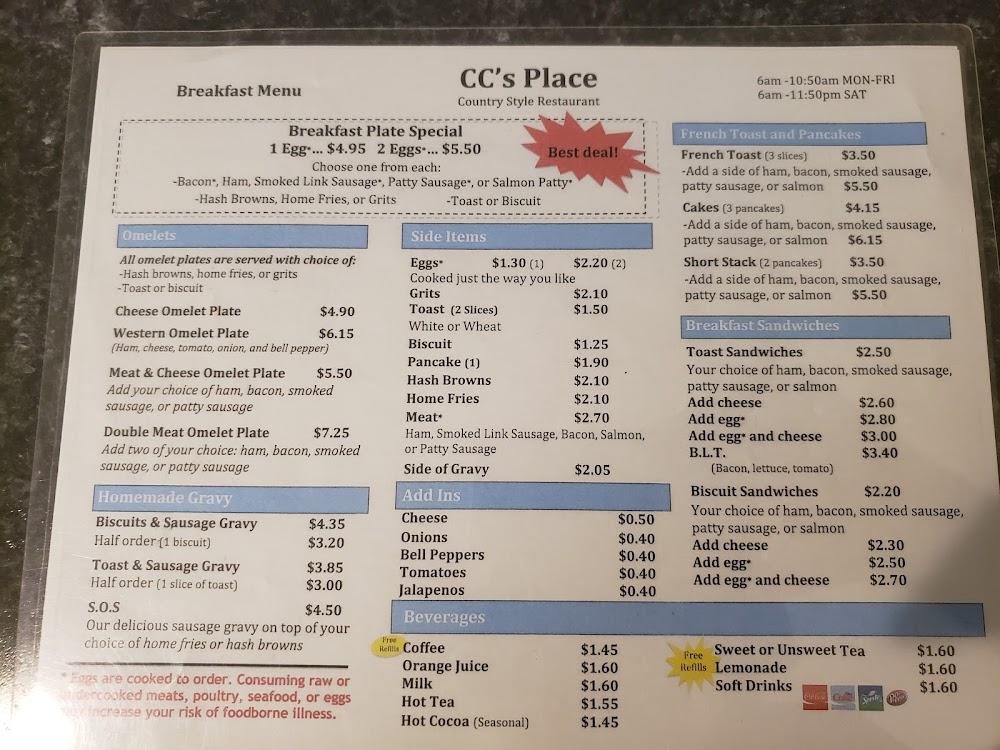 Breakfast Menu
CC's Place
Country Style Restaurant
6am -10:50am MON-FRI
6am -11:50pm SAT
Breakfast Plate Special
1 Egg*... $4.95 2 Eggs*... $5.50
Choose one from each:
-Bacon*, Ham, Smoked Link Sausage*, Patty Sausage*, or Salmon Patty*
-Hash Browns, Home Fries, or Grits -Toast or Biscuit
Best deal!
Omelets
All omelet plates are served with choice of:
-Hash browns, home fries, or grits
-Toast or biscuit
Cheese Omelet Plate $4.90
Western Omelet Plate $6.15
(Ham, cheese, tomato, onion, and bell pepper)
Meat & Cheese Omelet Plate $5.50
Add your choice of ham, bacon, smoked
sausage, or patty sausage
Double Meat Omelet Plate $7.25
Add two of your choice: ham, bacon, smoked
sausage, or patty sausage
Homemade Gravy
Biscuits & Sausage Gravy $4.35
Half order (1 biscuit) $3.20
Toast & Sausage Gravy $3.85
Half order (1 slice of toast) $3.00
S.O.S $4.50
Our delicious sausage gravy on top of your
choice of home fries or hash browns
* Eggs are cooked to order. Consuming raw or
undercooked meats, poultry, seafood, or eggs
may increase your risk of foodborne illness.
Side Items
Eggs* $1.30 (1) $2.20 (2)
Cooked just the way you like
Grits $2.10
Toast (2 Slices) $1.50
White or Wheat
Biscuit $1.25
Pancake (1) $1.90
Hash Browns $2.10
Home Fries $2.10
Meat* $2.70
Ham, Smoked Link Sausage, Bacon, Salmon,
or Patty Sausage
Side of Gravy $2.05
Add Ins
Cheese $0.50
Onions $0.40
Bell Peppers $0.40
Tomatoes $0.40
Jalapenos $0.40
French Toast and Pancakes
French Toast (3 slices) $3.50
-Add a side of ham, bacon, smoked sausage,
patty sausage, or salmon $5.50
Cakes (3 pancakes) $4.15
-Add a side of ham, bacon, smoked sausage,
patty sausage, or salmon $6.15
Short Stack (2 pancakes) $3.50
-Add a side of ham, bacon, smoked sausage,
patty sausage, or salmon $5.50
Breakfast Sandwiches
Toast Sandwiches $2.50
Your choice of ham, bacon, smoked sausage,
patty sausage, or salmon
Add cheese $2.60
Add egg* $2.80
Add egg* and cheese $3.00
B.L.T. $3.40
(Bacon, lettuce, tomato)
Biscuit Sandwiches $2.20
Your choice of ham, bacon, smoked sausage,
patty sausage, or salmon
Add cheese $2.30
Add egg* $2.50
Add egg* and cheese $2.70
Beverages
Free
Refills
Coffee $1.45
Orange Juice $1.60
Milk $1.60
Hot Tea $1.55
Hot Cocoa (Seasonal) $1.45
Free
Refills
Sweet or Unsweet Tea $1.60
Lemonade $1.60
Soft Drinks $1.60
Coca-Cola
Sprite